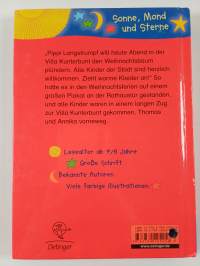 Sonne, Mond
und Sterne
„Pippi Langstrumpf will heute Abend in der
Villa Kunterbunt den Weihnachtsbaum
plündern. Alle Kinder der Stadt sind herzlich
willkommen. Zieht warme Kleider an!" So
hatte es in den Weihnachtsferien auf einem
großen Plakat an der Rathaustür gestanden,
und alle Kinder waren in einem langen Zug
zur Villa Kunterbunt gekommen, Thomas
und Annika vorneweg.
Lesealter ab 7/8 Jahre
Große Schrift
Bekannte Autoren
Viele farbige Illustrationen
Oetinger
www.oetinger.de